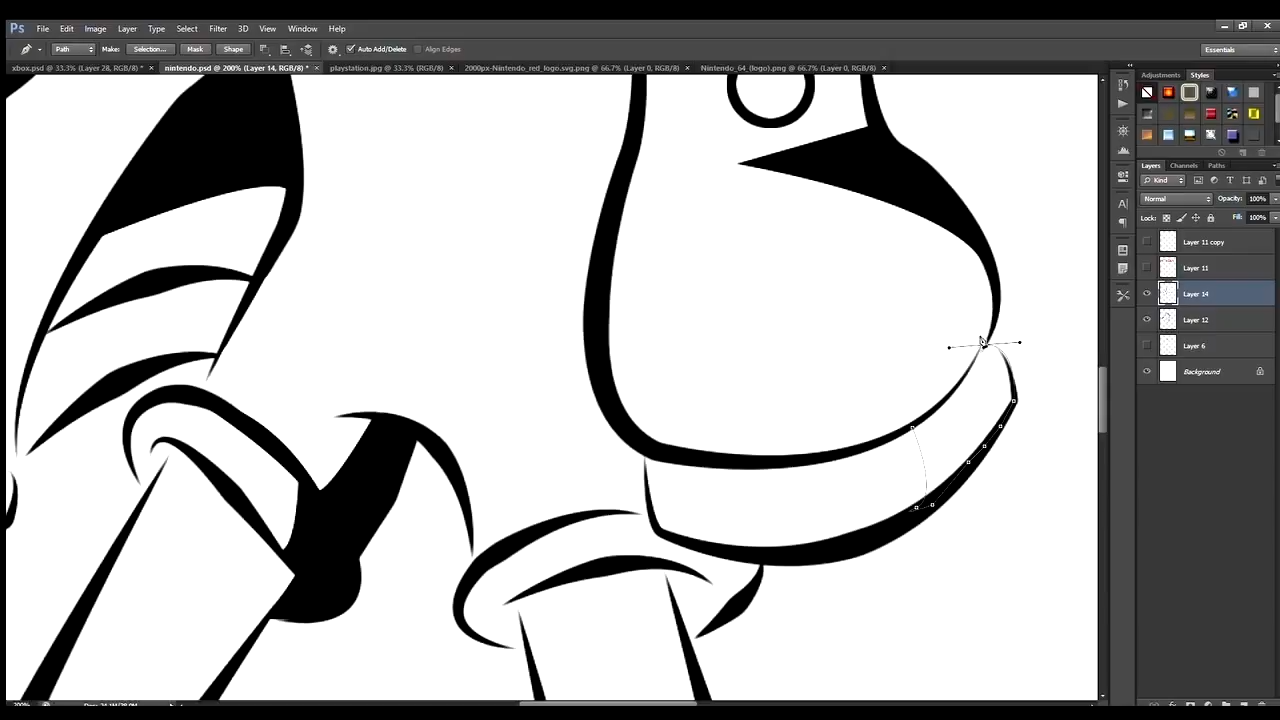 Ps File Edit Image Layer Type Select Filter 3D View Window Help
Path Make: Selection... Mask Shape Auto Add/Delete Align Edges Essentials
xbox.psd @ 33.3% (Layer 28, RGB/8) * × nintendo.psd @ 200% (Layer 14, RGB/8) * × playstation.jpg @ 33.3% (RGB/8) × 2000px-Nintendo_red_logo.svg.png @ 66.7% (Layer 0, RGB/8) × Nintendo_64_(logo).png @ 66.7% (Layer 0, RGB/8) ×
Adjustments Styles
Layers Channels Paths
Kind
Normal Opacity: 100%
Lock: Fill: 100%
Layer 11 copy
Layer 11
Layer 14
Layer 12
Layer 6
Background
200%